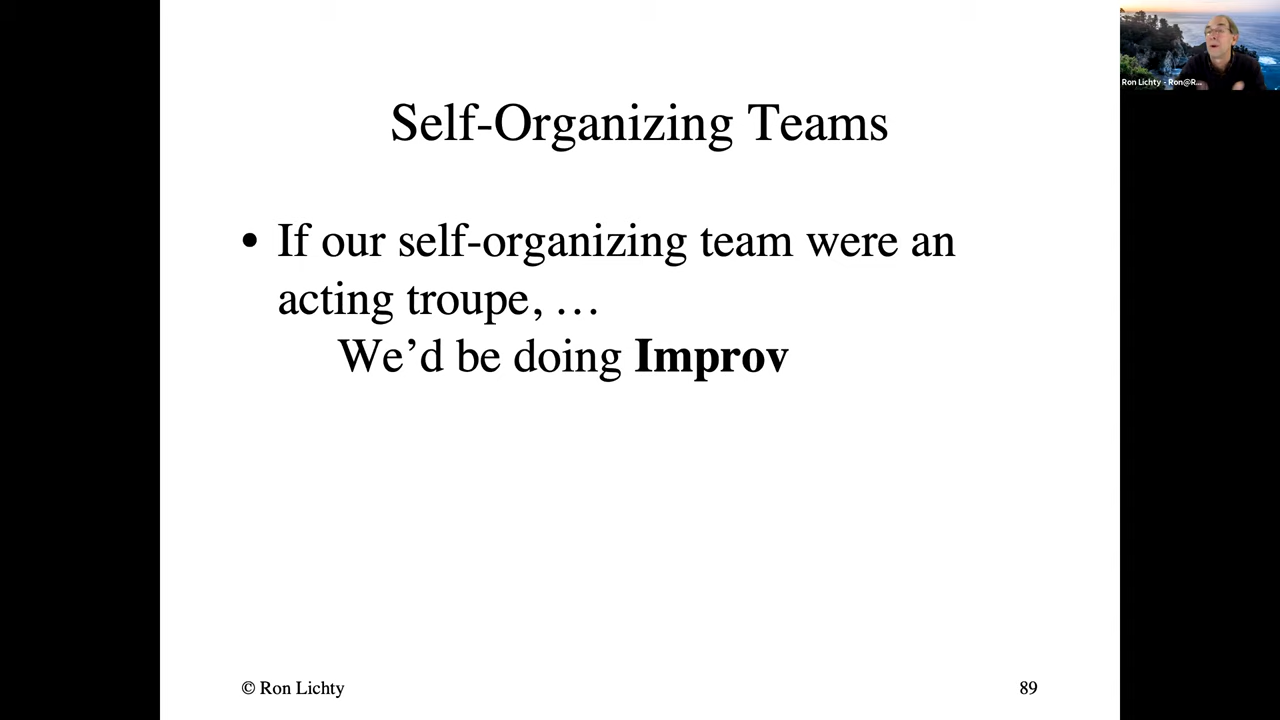 Ron Lichty - Ron@R...
Self-Organizing Teams
• If our self-organizing team were an
acting troupe, …
We’d be doing Improv
© Ron Lichty
89